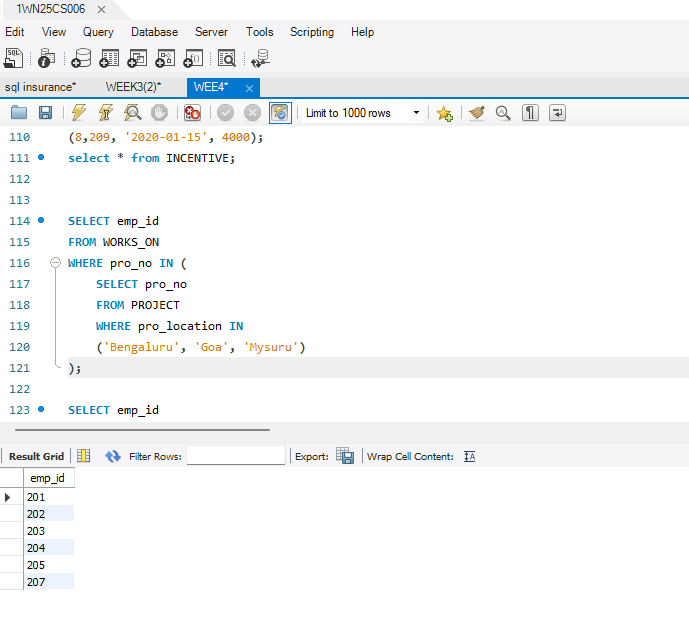 1WN25CS006
Edit View Query Database Server Tools Scripting Help
sql insurance* WEEK3(2)* WEE4*
Limit to 1000 rows
110 (8,209, '2020-01-15', 4000);
111 select * from INCENTIVE;
112
113
114 SELECT emp_id
115 FROM WORKS_ON
116 WHERE pro_no IN (
117 SELECT pro_no
118 FROM PROJECT
119 WHERE pro_location IN
120 ('Bengaluru', 'Goa', 'Mysuru')
121 );
122
123 SELECT emp_id
Result Grid Filter Rows: Export: Wrap Cell Content:
emp_id
201
202
203
204
205
207